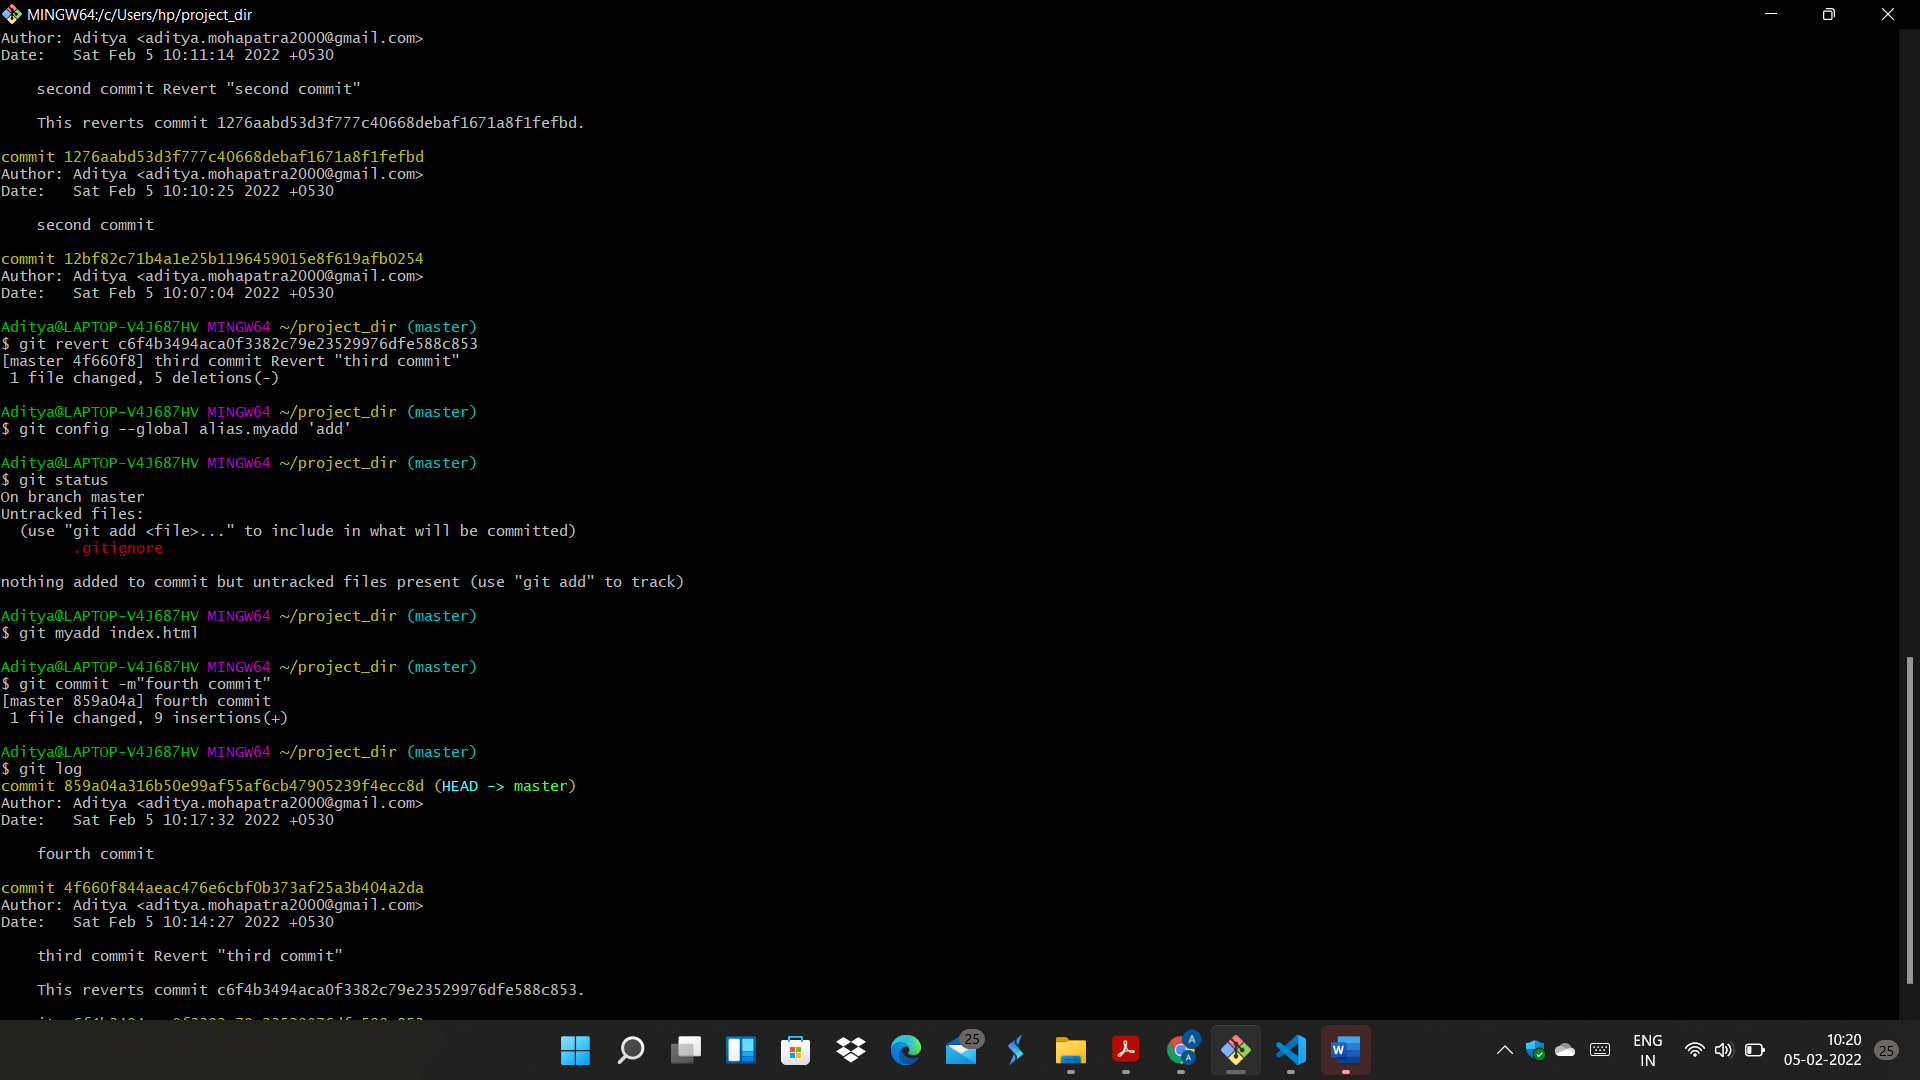 MINGW64:/c/Users/hp/project_dir
Author: Aditya <aditya.mohapatra2000@gmail.com>
Date:   Sat Feb 5 10:11:14 2022 +0530
    second commit Revert "second commit"
    This reverts commit 1276aabd53d3f777c40668debaf1671a8f1fefbd.
commit 1276aabd53d3f777c40668debaf1671a8f1fefbd
Author: Aditya <aditya.mohapatra2000@gmail.com>
Date:   Sat Feb 5 10:10:25 2022 +0530
    second commit
commit 12bf82c71b4a1e25b1196459015e8f619afb0254
Author: Aditya <aditya.mohapatra2000@gmail.com>
Date:   Sat Feb 5 10:07:04 2022 +0530
Aditya@LAPTOP-V4J687HV MINGW64 ~/project_dir (master)
$ git revert c6f4b3494aca0f3382c79e23529976dfe588c853
[master 4f660f8] third commit Revert "third commit"
 1 file changed, 5 deletions(-)
Aditya@LAPTOP-V4J687HV MINGW64 ~/project_dir (master)
$ git config --global alias.myadd 'add'
Aditya@LAPTOP-V4J687HV MINGW64 ~/project_dir (master)
$ git status
On branch master
Untracked files:
  (use "git add <file>..." to include in what will be committed)
        .gitignore
nothing added to commit but untracked files present (use "git add" to track)
Aditya@LAPTOP-V4J687HV MINGW64 ~/project_dir (master)
$ git myadd index.html
Aditya@LAPTOP-V4J687HV MINGW64 ~/project_dir (master)
$ git commit -m"fourth commit"
[master 859a04a] fourth commit
 1 file changed, 9 insertions(+)
Aditya@LAPTOP-V4J687HV MINGW64 ~/project_dir (master)
$ git log
commit 859a04a316b50e99af55af6cb47905239f4ecc8d (HEAD -> master)
Author: Aditya <aditya.mohapatra2000@gmail.com>
Date:   Sat Feb 5 10:17:32 2022 +0530
    fourth commit
commit 4f660f844aeac476e6cbf0b373af25a3b404a2da
Author: Aditya <aditya.mohapatra2000@gmail.com>
Date:   Sat Feb 5 10:14:27 2022 +0530
    third commit Revert "third commit"
    This reverts commit c6f4b3494aca0f3382c79e23529976dfe588c853.
25
A
A
W
ENG
IN
10:20
05-02-2022
25